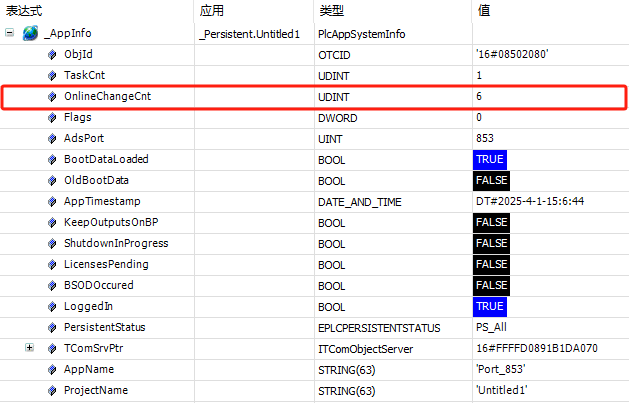 表达式 应用 类型 值
_AppInfo _Persistent.Untitled1 PlcAppSystemInfo
ObjId OTCID '16#08502080'
TaskCnt UDINT 1
OnlineChangeCnt UDINT 6
Flags DWORD 0
AdsPort UINT 853
BootDataLoaded BOOL TRUE
OldBootData BOOL FALSE
AppTimestamp DATE_AND_TIME DT#2025-4-1-15:6:44
KeepOutputsOnBP BOOL FALSE
ShutdownInProgress BOOL FALSE
LicensesPending BOOL FALSE
BSODOccured BOOL FALSE
LoggedIn BOOL TRUE
PersistentStatus EPLCPERSISTENTSTATUS PS_All
TComSrvPtr ITComObjectServer 16#FFFFD0891B1DA070
AppName STRING(63) 'Port_853'
ProjectName STRING(63) 'Untitled1'